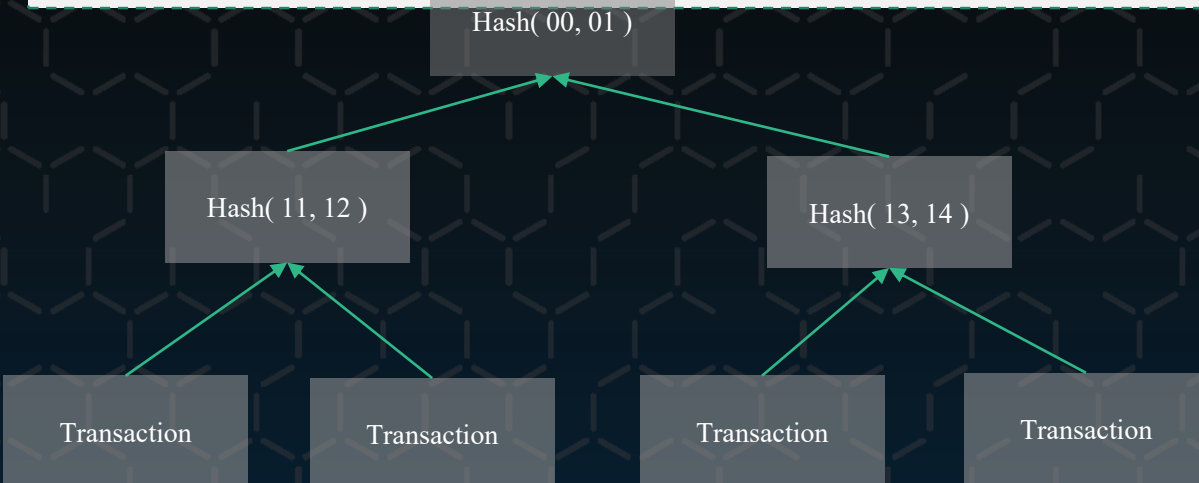 Hash( 00, 01 )
Hash( 11, 12 )
Hash( 13, 14 )
Transaction
Transaction
Transaction
Transaction